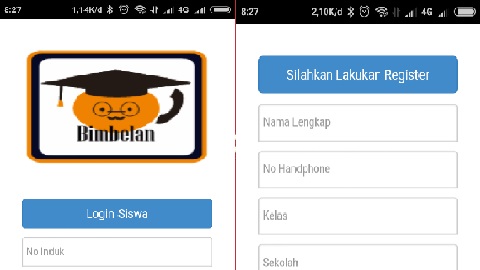 8:27
1,14K/d
4G
Bimbelan
Login Siswa
No Induk
8:27
2,10K/d
4G
Silahkan Lakukar Register
Nama Lengkap
No Handphone
Kelas
Sekolah